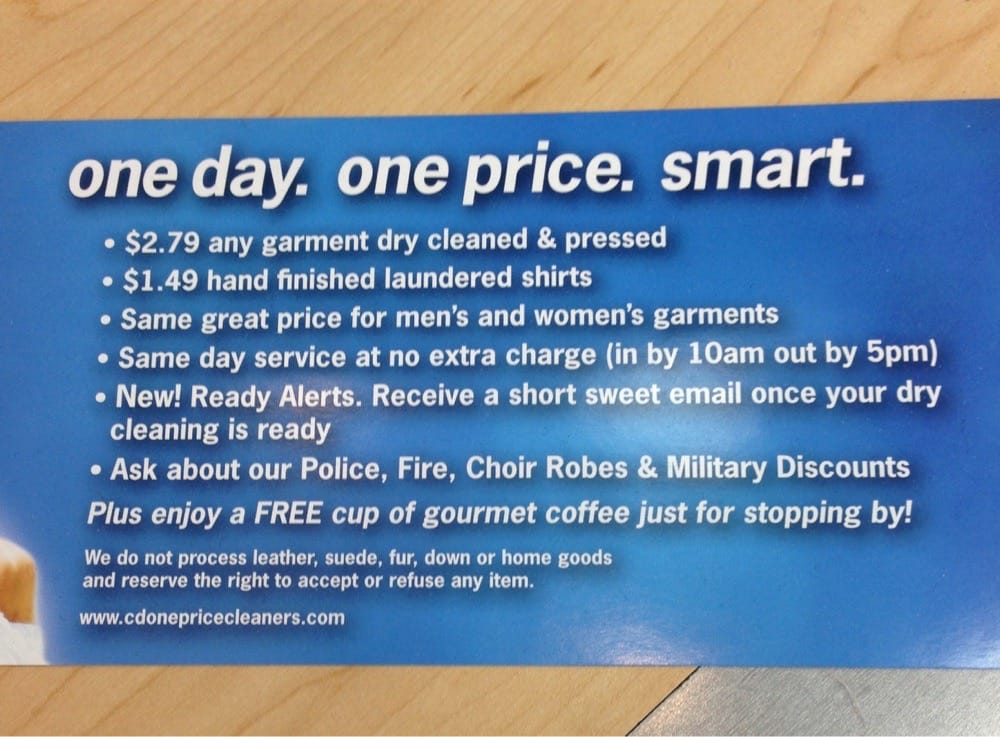 one day. one price. smart.
• $2.79 any garment dry cleaned & pressed
• $1.49 hand finished laundered shirts
• Same great price for men's and women's garments
• Same day service at no extra charge (in by 10am out by 5pm)
• New! Ready Alerts. Receive a short sweet email once your dry
cleaning is ready
• Ask about our Police, Fire, Choir Robes & Military Discounts
Plus enjoy a FREE cup of gourmet coffee just for stopping by!
We do not process leather, suede, fur, down or home goods
and reserve the right to accept or refuse any item.
www.cdonepricecleaners.com